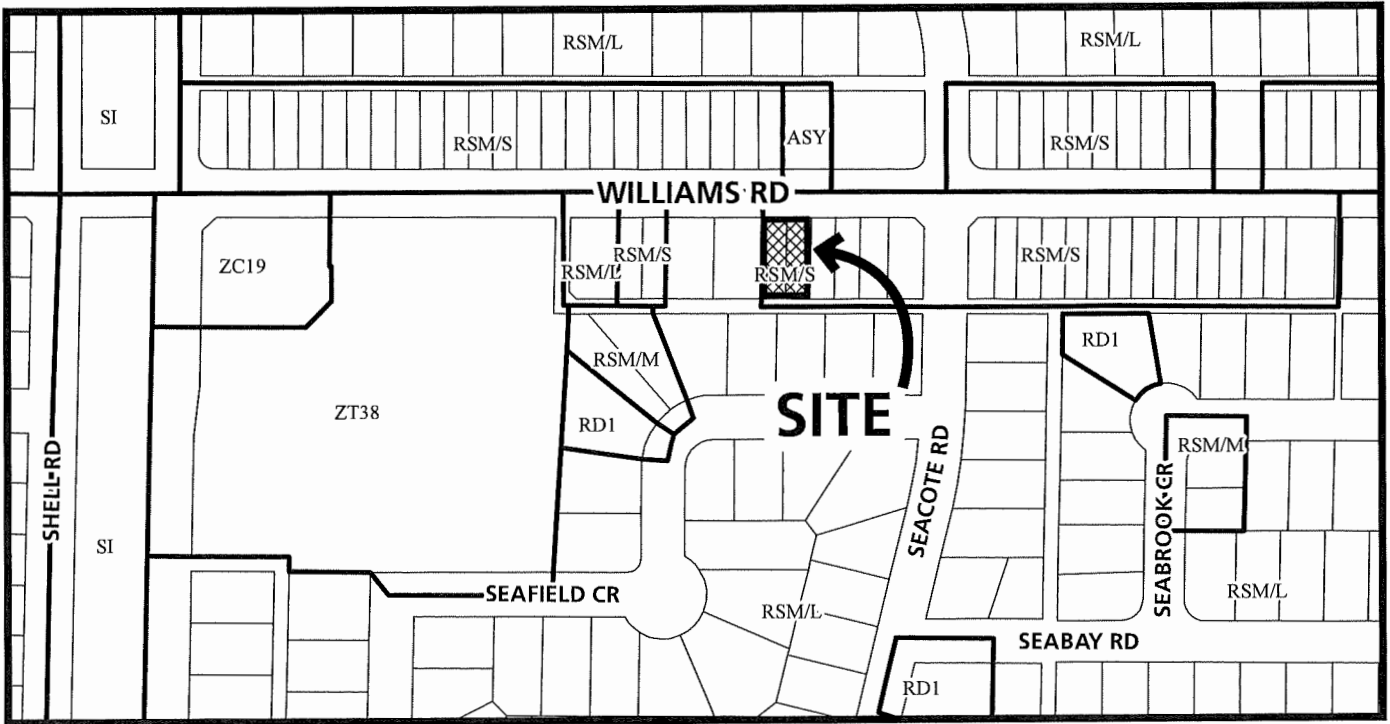 RSM/L
RSM/L
SI
RSM/S
ASY
RSM/S
WILLIAMS RD
ZC19
RSM/L
RSM/S
RSM/S
RSM/S
RSM/M
RD1
ZT38
RD1
SITE
SHELL RD
SI
SEACOTE RD
RSM/M
SEABROOK CR
SEAFIELD CR
RSM/L
RSM/L
SEABAY RD
RD1